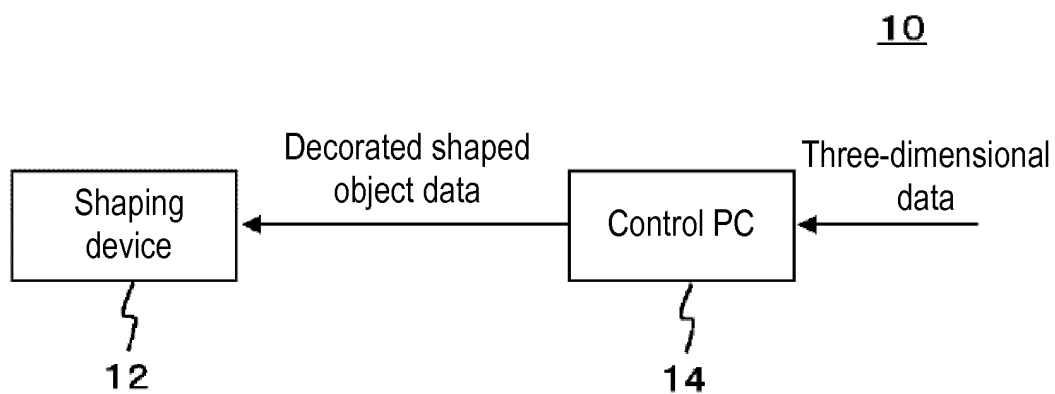 10
Decorated shaped
object data
Three-dimensional
data
Shaping
device
Control PC
12
14